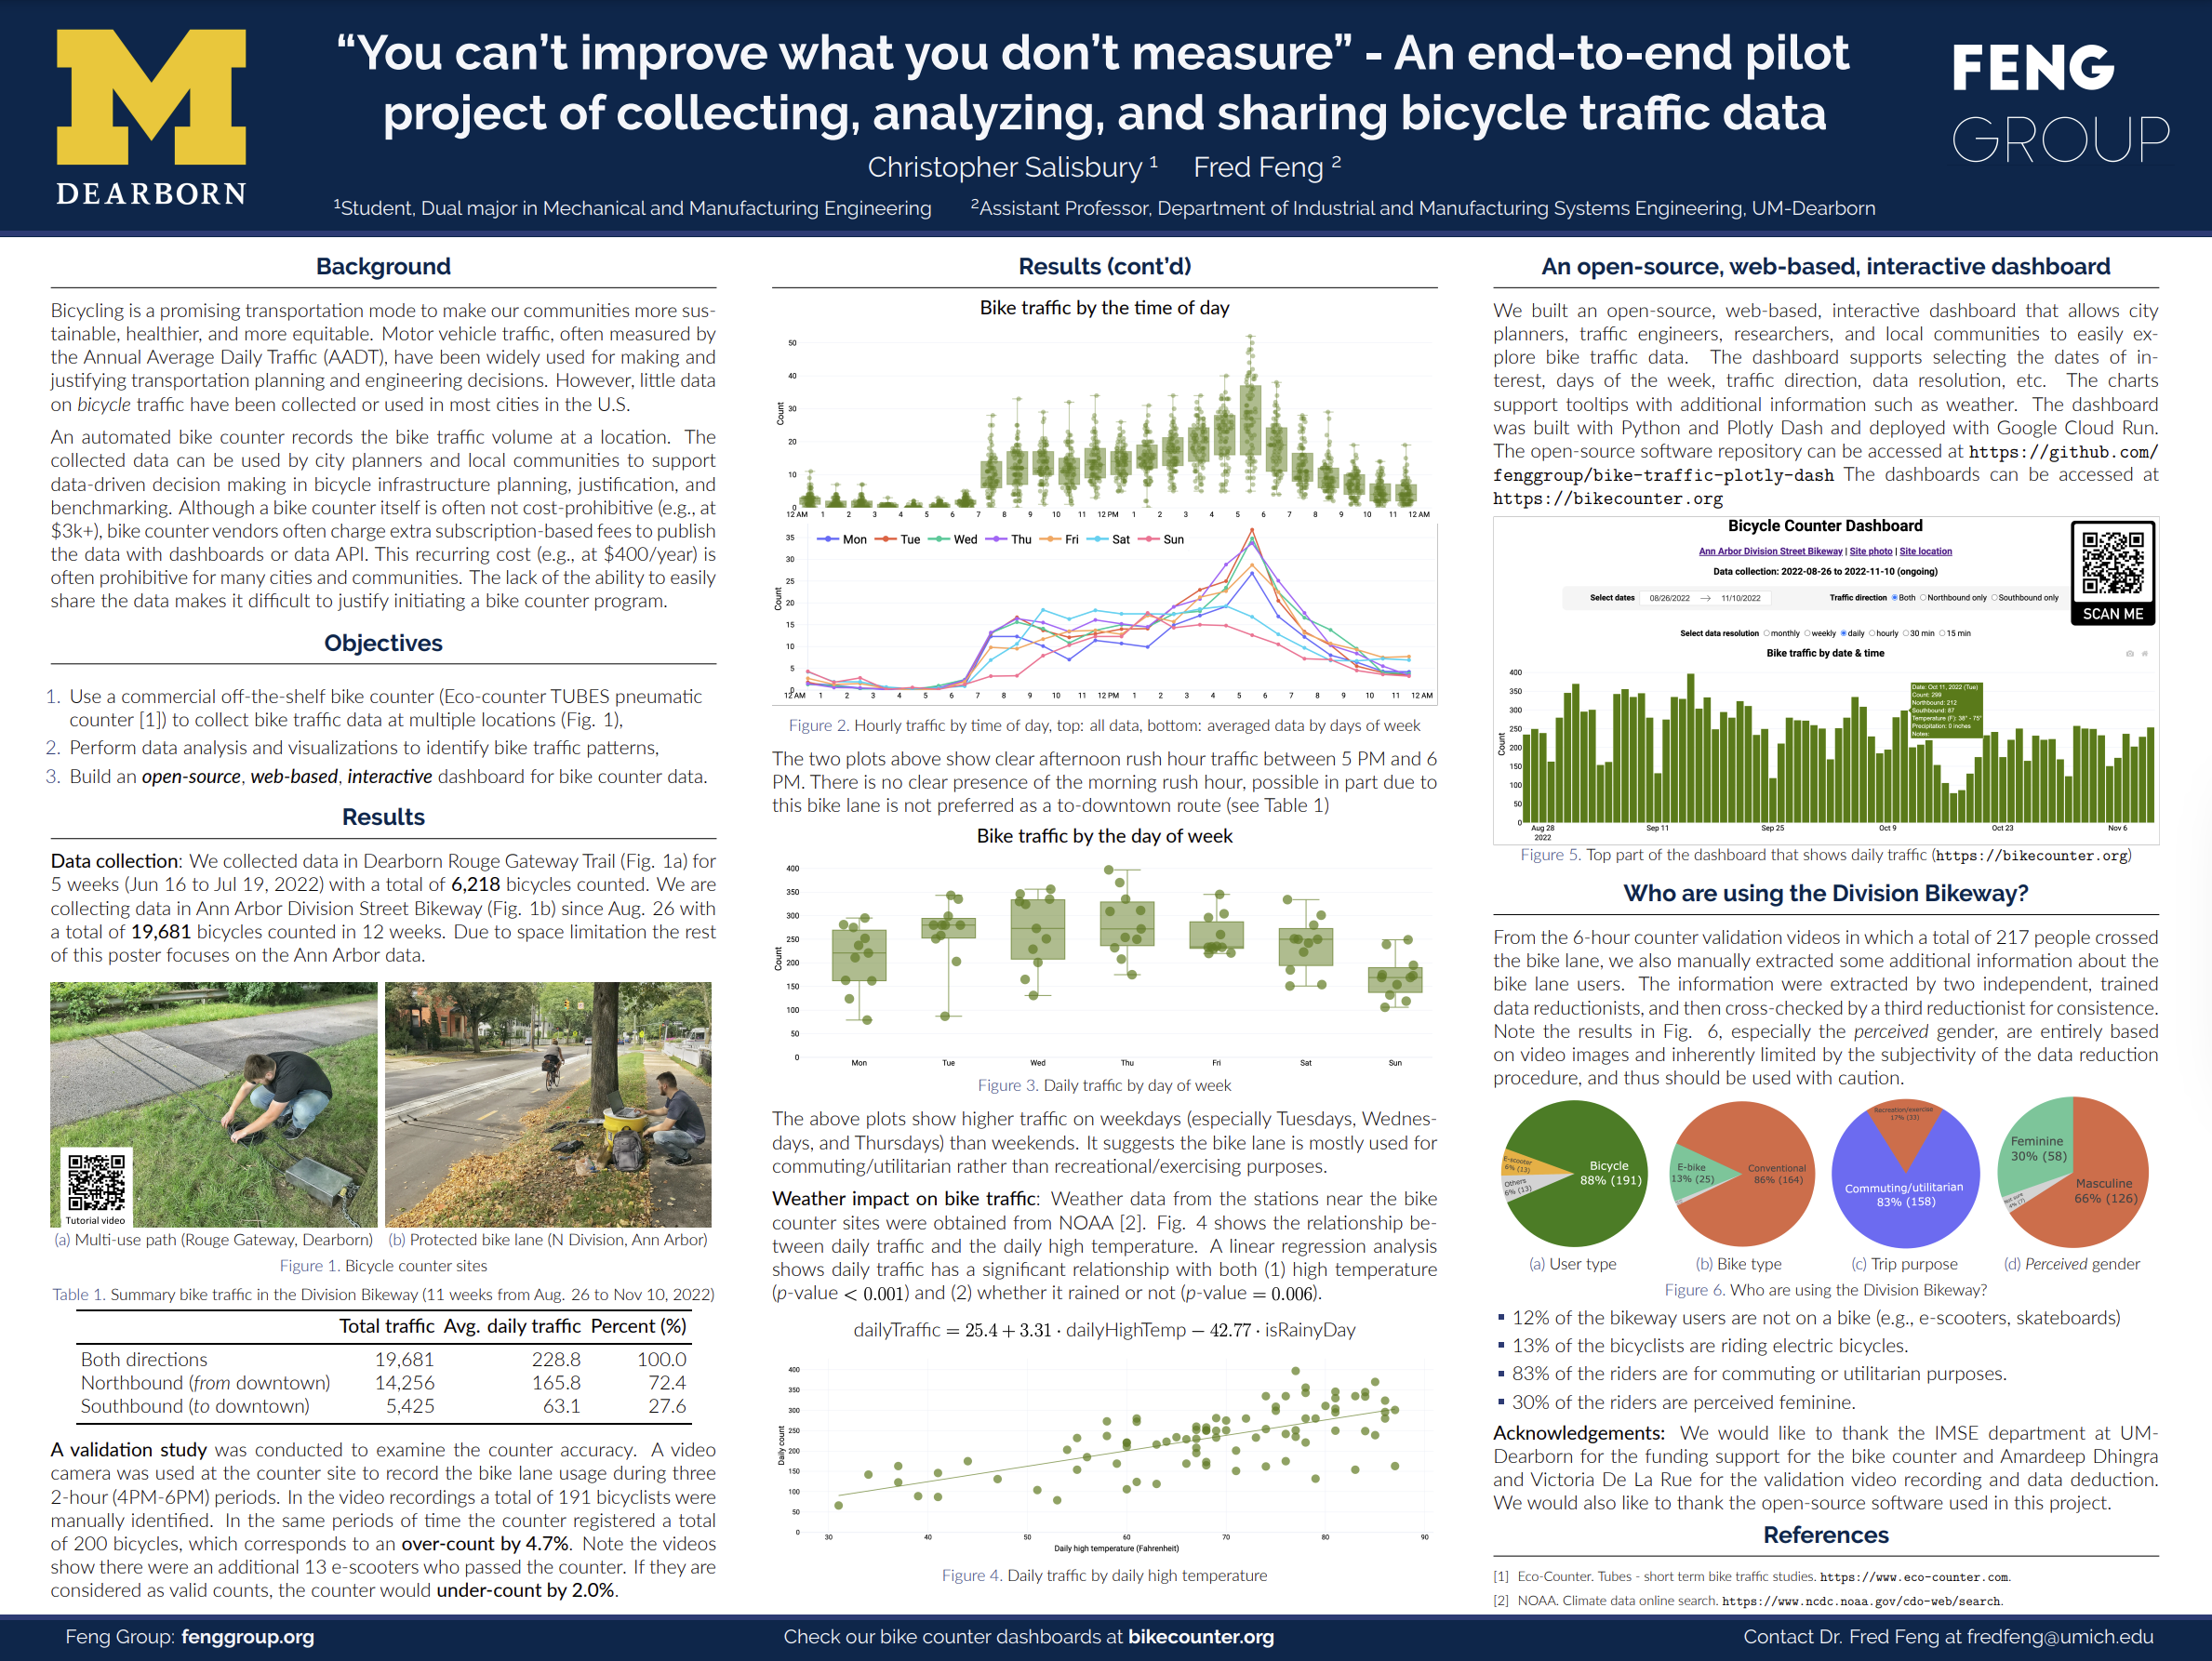 M
DEARBORN
“You can’t improve what you don’t measure” - An end-to-end pilot
project of collecting, analyzing, and sharing bicycle traffic data
Christopher Salisbury ¹ Fred Feng ²
¹Student, Dual major in Mechanical and Manufacturing Engineering ²Assistant Professor, Department of Industrial and Manufacturing Systems Engineering, UM-Dearborn
FENG
GROUP
Background
Bicycling is a promising transportation mode to make our communities more sus-
tainable, healthier, and more equitable. Motor vehicle traffic, often measured by
the Annual Average Daily Traffic (AADT), have been widely used for making and
justifying transportation planning and engineering decisions. However, little data
on bicycle traffic have been collected or used in most cities in the U.S.
An automated bike counter records the bike traffic volume at a location. The
collected data can be used by city planners and local communities to support
data-driven decision making in bicycle infrastructure planning, justification, and
benchmarking. Although a bike counter itself is often not cost-prohibitive (e.g., at
$3k+), bike counter vendors often charge extra subscription-based fees to publish
the data with dashboards or data API. This recurring cost (e.g., at $400/year) is
often prohibitive for many cities and communities. The lack of the ability to easily
share the data makes it difficult to justify initiating a bike counter program.
Objectives
1. Use a commercial off-the-shelf bike counter (Eco-counter TUBES pneumatic
counter [1]) to collect bike traffic data at multiple locations (Fig. 1),
2. Perform data analysis and visualizations to identify bike traffic patterns,
3. Build an open-source, web-based, interactive dashboard for bike counter data.
Results
Data collection: We collected data in Dearborn Rouge Gateway Trail (Fig. 1a) for
5 weeks (Jun 16 to Jul 19, 2022) with a total of 6,218 bicycles counted. We are
collecting data in Ann Arbor Division Street Bikeway (Fig. 1b) since Aug. 26 with
a total of 19,681 bicycles counted in 12 weeks. Due to space limitation the rest
of this poster focuses on the Ann Arbor data.
Tutorial video
(a) Multi-use path (Rouge Gateway, Dearborn) (b) Protected bike lane (N Division, Ann Arbor)
Figure 1. Bicycle counter sites
Table 1. Summary bike traffic in the Division Bikeway (11 weeks from Aug. 26 to Nov 10, 2022)
Total traffic Avg. daily traffic Percent (%)
Both directions 19,681 228.8 100.0
Northbound (from downtown) 14,256 165.8 72.4
Southbound (to downtown) 5,425 63.1 27.6
A validation study was conducted to examine the counter accuracy. A video
camera was used at the counter site to record the bike lane usage during three
2-hour (4PM-6PM) periods. In the video recordings a total of 191 bicyclists were
manually identified. In the same periods of time the counter registered a total
of 200 bicycles, which corresponds to an over-count by 4.7%. Note the videos
show there were an additional 13 e-scooters who passed the counter. If they are
considered as valid counts, the counter would under-count by 2.0%.
Results (cont’d)
Bike traffic by the time of day
Count
50
40
30
20
10
0
12 AM 1 2 3 4 5 6 7 8 9 10 11 12 PM 1 2 3 4 5 6 7 8 9 10 11 12 AM
Mon Tue Wed Thu Fri Sat Sun
Count
35
30
25
20
15
10
5
0
12 AM 1 2 3 4 5 6 7 8 9 10 11 12 PM 1 2 3 4 5 6 7 8 9 10 11 12 AM
Figure 2. Hourly traffic by time of day, top: all data, bottom: averaged data by days of week
The two plots above show clear afternoon rush hour traffic between 5 PM and 6
PM. There is no clear presence of the morning rush hour, possible in part due to
this bike lane is not preferred as a to-downtown route (see Table 1)
Bike traffic by the day of week
Count
400
350
300
250
200
150
100
50
0
Mon Tue Wed Thu Fri Sat Sun
Figure 3. Daily traffic by day of week
The above plots show higher traffic on weekdays (especially Tuesdays, Wednes-
days, and Thursdays) than weekends. It suggests the bike lane is mostly used for
commuting/utilitarian rather than recreational/exercising purposes.
Weather impact on bike traffic: Weather data from the stations near the bike
counter sites were obtained from NOAA [2]. Fig. 4 shows the relationship be-
tween daily traffic and the daily high temperature. A linear regression analysis
shows daily traffic has a significant relationship with both (1) high temperature
(p-value < 0.001) and (2) whether it rained or not (p-value = 0.006).
dailyTraffic = 25.4 + 3.31 · dailyHighTemp − 42.77 · isRainyDay
Daily count
400
350
300
250
200
150
100
50
0
30 40 50 60 70 80 90
Daily high temperature (Fahrenheit)
Figure 4. Daily traffic by daily high temperature
An open-source, web-based, interactive dashboard
We built an open-source, web-based, interactive dashboard that allows city
planners, traffic engineers, researchers, and local communities to easily ex-
plore bike traffic data. The dashboard supports selecting the dates of in-
terest, days of the week, traffic direction, data resolution, etc. The charts
support tooltips with additional information such as weather. The dashboard
was built with Python and Plotly Dash and deployed with Google Cloud Run.
The open-source software repository can be accessed at https://github.com/
fenggroup/bike-traffic-plotly-dash The dashboards can be accessed at
https://bikecounter.org
Bicycle Counter Dashboard
Ann Arbor Division Street Bikeway | Site photo | Site location
Data collection: 2022-08-26 to 2022-11-10 (ongoing)
Select dates 08/26/2022 → 11/10/2022 Traffic direction Both Northbound only Southbound only
SCAN ME
Select data resolution monthly weekly daily hourly 30 min 15 min
Bike traffic by date & time
Count
400
350
300
250
200
150
100
50
0
Date: Oct 11, 2022 (Tue)
Count: 299
Northbound: 212
Southbound: 87
Temperature (F): 38° - 75°
Precipitation: 0 inches
Notes:
Aug 28 Sep 11 Sep 25 Oct 9 Oct 23 Nov 6
2022
Figure 5. Top part of the dashboard that shows daily traffic (https://bikecounter.org)
Who are using the Division Bikeway?
From the 6-hour counter validation videos in which a total of 217 people crossed
the bike lane, we also manually extracted some additional information about the
bike lane users. The information were extracted by two independent, trained
data reductionists, and then cross-checked by a third reductionist for consistence.
Note the results in Fig. 6, especially the perceived gender, are entirely based
on video images and inherently limited by the subjectivity of the data reduction
procedure, and thus should be used with caution.
Bicycle
88% (191)
E-scooter
6% (13)
Others
6% (13)
Conventional
86% (164)
E-bike
13% (25)
Recreation/exercise
17% (33)
Commuting/utilitarian
83% (158)
Feminine
30% (58)
Not sure
4% (7)
Masculine
66% (126)
(a) User type (b) Bike type (c) Trip purpose (d) Perceived gender
Figure 6. Who are using the Division Bikeway?
▪ 12% of the bikeway users are not on a bike (e.g., e-scooters, skateboards)
▪ 13% of the bicyclists are riding electric bicycles.
▪ 83% of the riders are for commuting or utilitarian purposes.
▪ 30% of the riders are perceived feminine.
Acknowledgements: We would like to thank the IMSE department at UM-
Dearborn for the funding support for the bike counter and Amardeep Dhingra
and Victoria De La Rue for the validation video recording and data deduction.
We would also like to thank the open-source software used in this project.
References
[1] Eco-Counter. Tubes - short term bike traffic studies. https://www.eco-counter.com.
[2] NOAA. Climate data online search. https://www.ncdc.noaa.gov/cdo-web/search.
Feng Group: fenggroup.org Check our bike counter dashboards at bikecounter.org Contact Dr. Fred Feng at fredfeng@umich.edu